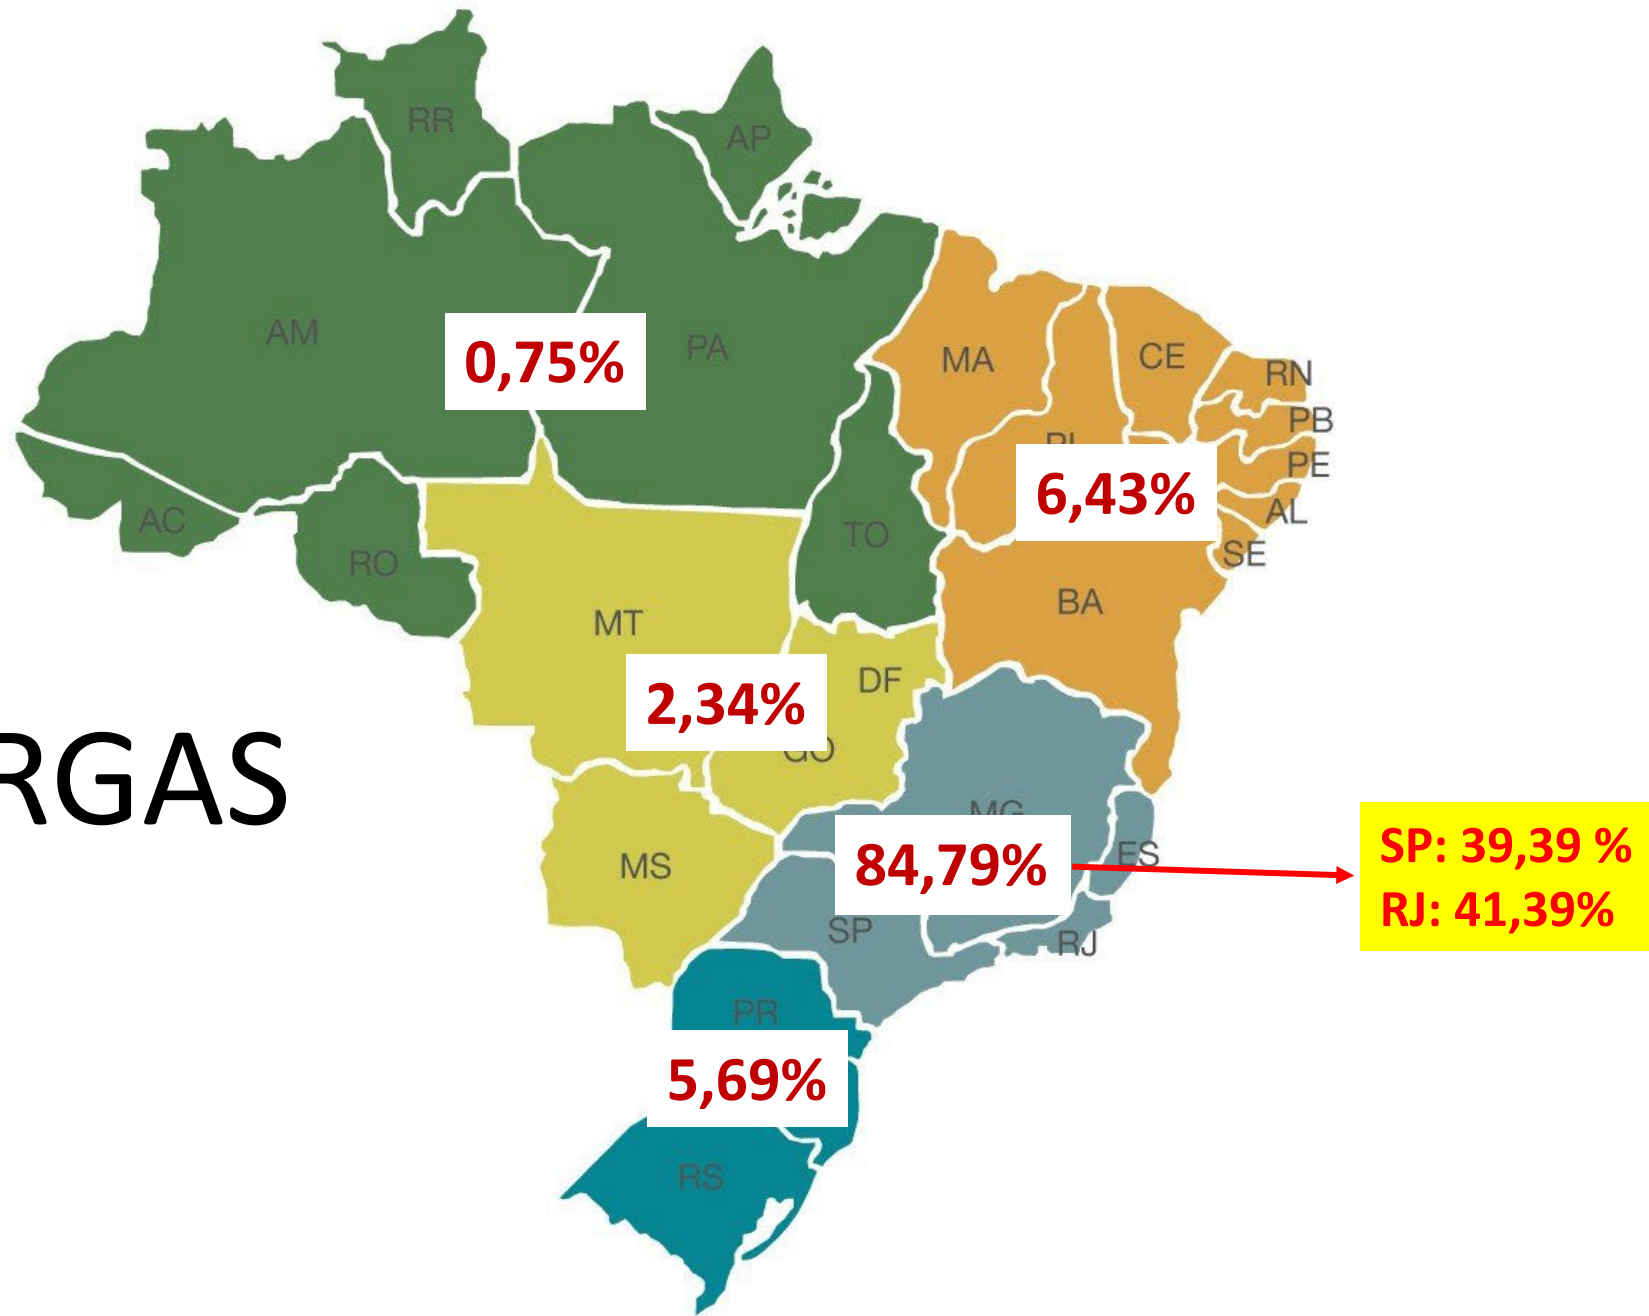 RR
AP
AM
PA
0,75%
MA
CE
RN
PB
PE
6,43%
AL
SE
AC
RO
TO
BA
MT
DF
2,34%
GO
RGAS
MG
MS
84,79%
ES
SP: 39,39 %
RJ: 41,39%
SP
RJ
PR
5,69%
RS